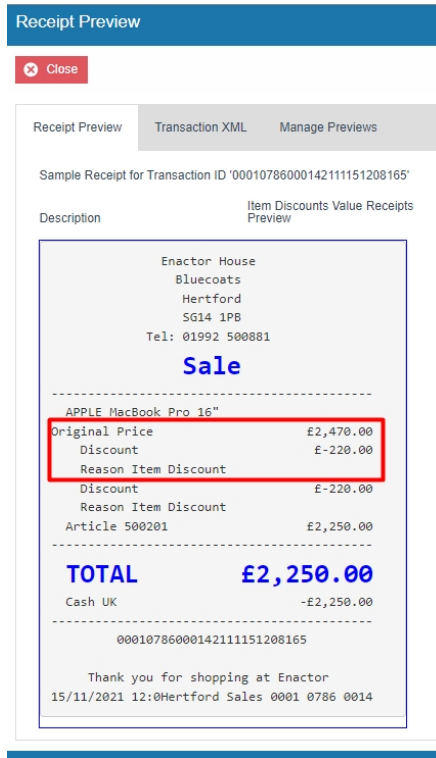 Receipt Preview
Close
Receipt Preview Transaction XML Manage Previews
Sample Receipt for Transaction ID '00010786000142111151208165'
Description Item Discounts Value Receipts Preview
Enactor House
Bluecoats
Hertford
SG14 1PB
Tel: 01992 500881
Sale
APPLE MacBook Pro 16"
Original Price £2,470.00
Discount £-220.00
Reason Item Discount
Discount £-220.00
Reason Item Discount
Article 500201 £2,250.00
TOTAL £2,250.00
Cash UK -£2,250.00
00010786000142111151208165
Thank you for shopping at Enactor
15/11/2021 12:0Hertford Sales 0001 0786 0014